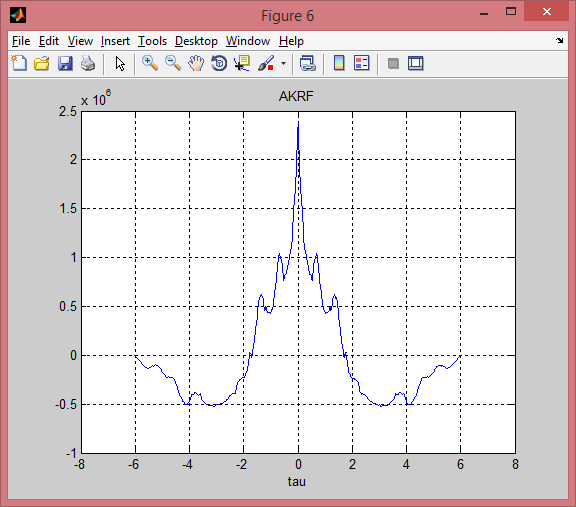 Figure 6
File Edit View Insert Tools Desktop Window Help
AKRF
x 10^6
2.5
2
1.5
1
0.5
0
-0.5
-1
-8 -6 -4 -2 0 2 4 6 8
tau